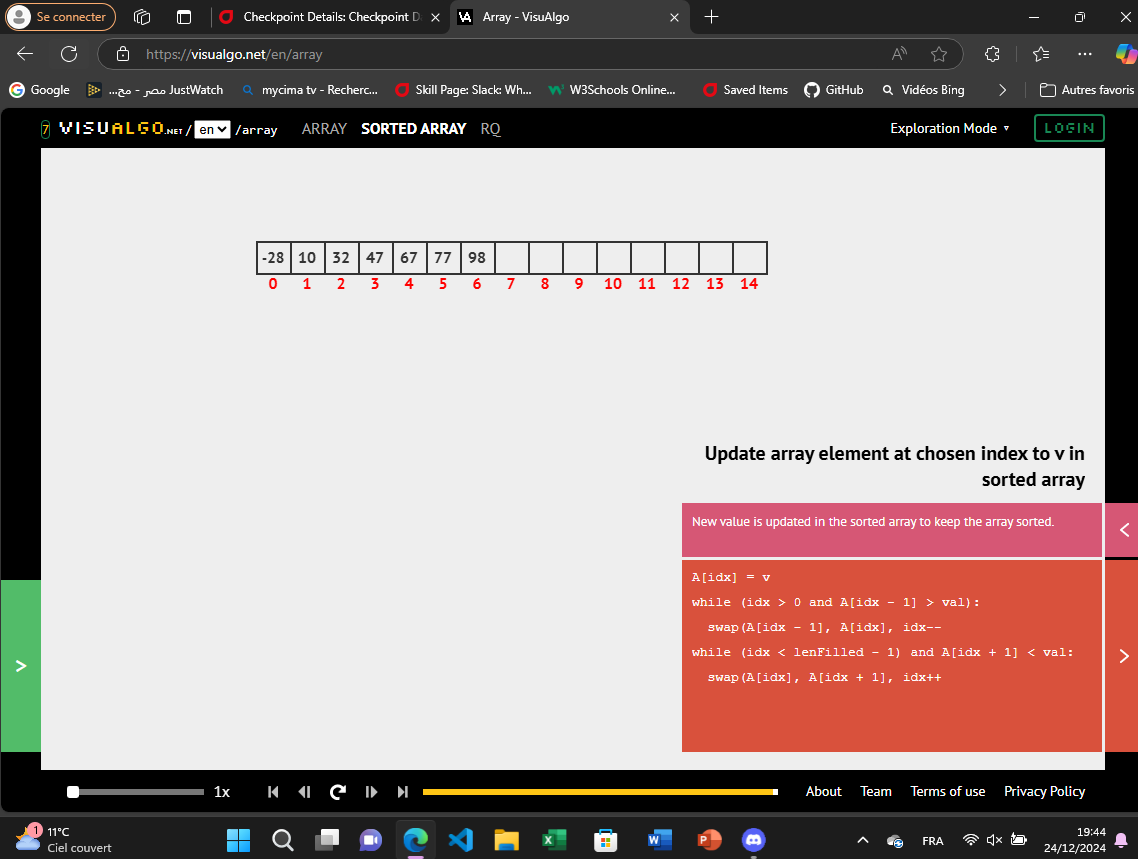 Se connecter
Checkpoint Details: Checkpoint D
Array - VisuAlgo
https://visualgo.net/en/array
Google
JustWatch مصر - مح...
mycima tv - Recherc...
Skill Page: Slack: Wh...
W3Schools Online...
Saved Items
GitHub
Vidéos Bing
Autres favoris
7 VISUALGO.NET / en /array ARRAY SORTED ARRAY RQ Exploration Mode LOGIN
-28 10 32 47 67 77 98
0 1 2 3 4 5 6 7 8 9 10 11 12 13 14
Update array element at chosen index to v in
sorted array
New value is updated in the sorted array to keep the array sorted.
A[idx] = v
while (idx > 0 and A[idx - 1] > val):
swap(A[idx - 1], A[idx], idx--
while (idx < lenFilled - 1) and A[idx + 1] < val:
swap(A[idx], A[idx + 1], idx++
1x
About Team Terms of use Privacy Policy
1
11°C
Ciel couvert
FRA
19:44
24/12/2024